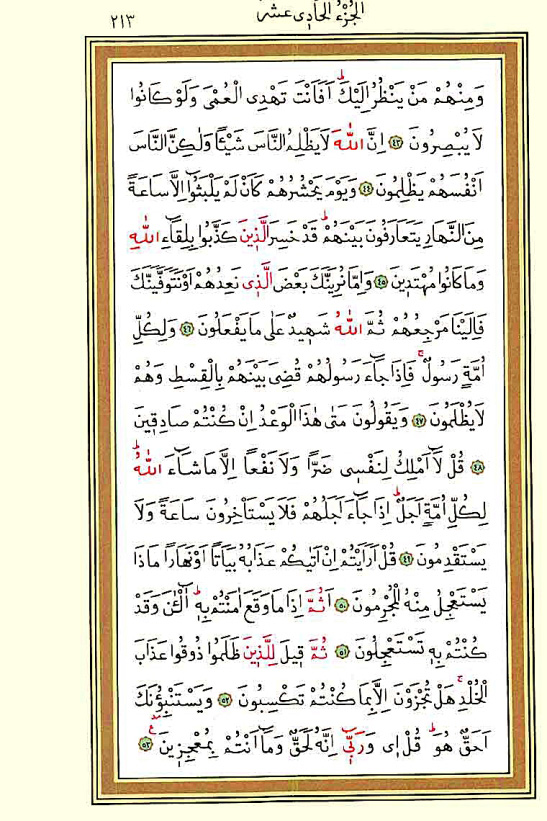 ٢١٣ الجُزْءُ الحَادِى عَشَرَ
وَمِنْهُمْ مَنْ يَنْظُرُ اِلَيْكَۜ اَفَاَنْتَ تَهْدِى الْعُمْىَ وَلَوْ كَانُوا
لَا يُبْصِرُونَ ﴿٤٣﴾ اِنَّ اللّٰهَ لَا يَظْلِمُ النَّاسَ شَيْـًٔا وَلٰكِنَّ النَّاسَ
اَنْفُسَهُمْ يَظْلِمُونَ ﴿٤٤﴾ وَيَوْمَ يَحْشُرُهُمْ كَاَنْ لَمْ يَلْبَثُٓوا اِلَّا سَاعَةً
مِنَ النَّهَارِ يَتَعَارَفُونَ بَيْنَهُمْۜ قَدْ خَسِرَ الَّذِينَ كَذَّبُوا بِلِقَٓاءِ اللّٰهِ
وَمَا كَانُوا مُهْتَدِينَ ﴿٤٥﴾ وَاِمَّا نُرِيَنَّكَ بَعْضَ الَّذِى نَعِدُهُمْ اَوْ نَتَوَفَّيَنَّكَ
فَاِلَيْنَا مَرْجِعُهُمْ ثُمَّ اللّٰهُ شَهِيدٌ عَلٰى مَا يَفْعَلُونَ ﴿٤٦﴾ وَلِكُلِّ
اُمَّةٍ رَسُولٌۚ فَاِذَا جَٓاءَ رَسُولُهُمْ قُضِىَ بَيْنَهُمْ بِالْقِسْطِ وَهُمْ
لَا يُظْلَمُونَ ﴿٤٧﴾ وَيَقُولُونَ مَتٰى هٰذَا الْوَعْدُ اِنْ كُنْتُمْ صَادِقِينَ
﴿٤٨﴾ قُلْ لَٓا اَمْلِكُ لِنَفْسِى ضَرًّا وَلَا نَفْعًا اِلَّا مَا شَٓاءَ اللّٰهُۜ
لِكُلِّ اُمَّةٍ اَجَلٌۜ اِذَا جَٓاءَ اَجَلُهُمْ فَلَا يَسْتَاْخِرُونَ سَاعَةً وَلَا
يَسْتَقْدِمُونَ ﴿٤٩﴾ قُلْ اَرَاَيْتُمْ اِنْ اَتٰيكُمْ عَذَابُهُ بَيَاتًا اَوْ نَهَارًا مَاذَا
يَسْتَعْجِلُ مِنْهُ الْمُجْرِمُونَ ﴿٥٠﴾ اَثُمَّ اِذَا مَا وَقَعَ اٰمَنْتُمْ بِهِۜ اٰلْـٰٔنَ وَقَدْ
كُنْتُمْ بِهِ تَسْتَعْجِلُونَ ﴿٥١﴾ ثُمَّ قِيلَ لِلَّذِينَ ظَلَمُوا ذُوقُوا عَذَابَ
الْخُلْدِۚ هَلْ تُجْزَوْنَ اِلَّا بِمَا كُنْتُمْ تَكْسِبُونَ ﴿٥٢﴾ وَيَسْتَنْبِؤُ۫نَكَ
اَحَقٌّ هُوَۜ قُلْ اِى وَرَبِّٓى اِنَّهُ لَحَقٌّ وَمَٓا اَنْتُمْ بِمُعْجِزِينَ ﴿٥٣﴾